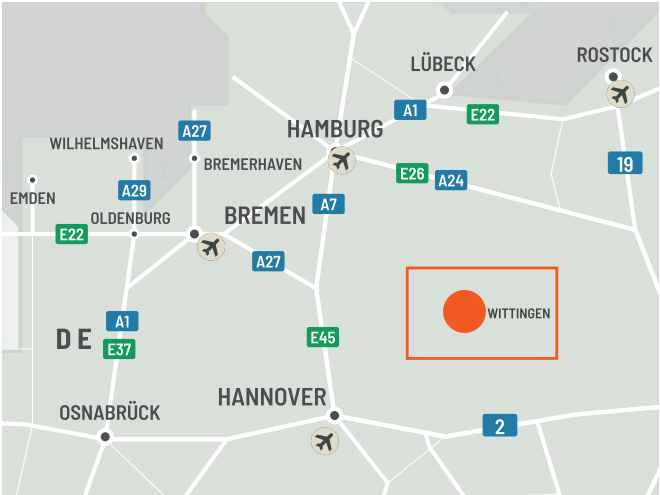 ROSTOCK
LÜBECK
A1
E22
HAMBURG
A27
WILHELMSHAVEN
BREMERHAVEN
19
E26
A24
EMDEN
A29
A7
OLDENBURG
BREMEN
E22
A27
WITTINGEN
A1
DE
E37
E45
HANNOVER
OSNABRÜCK
2